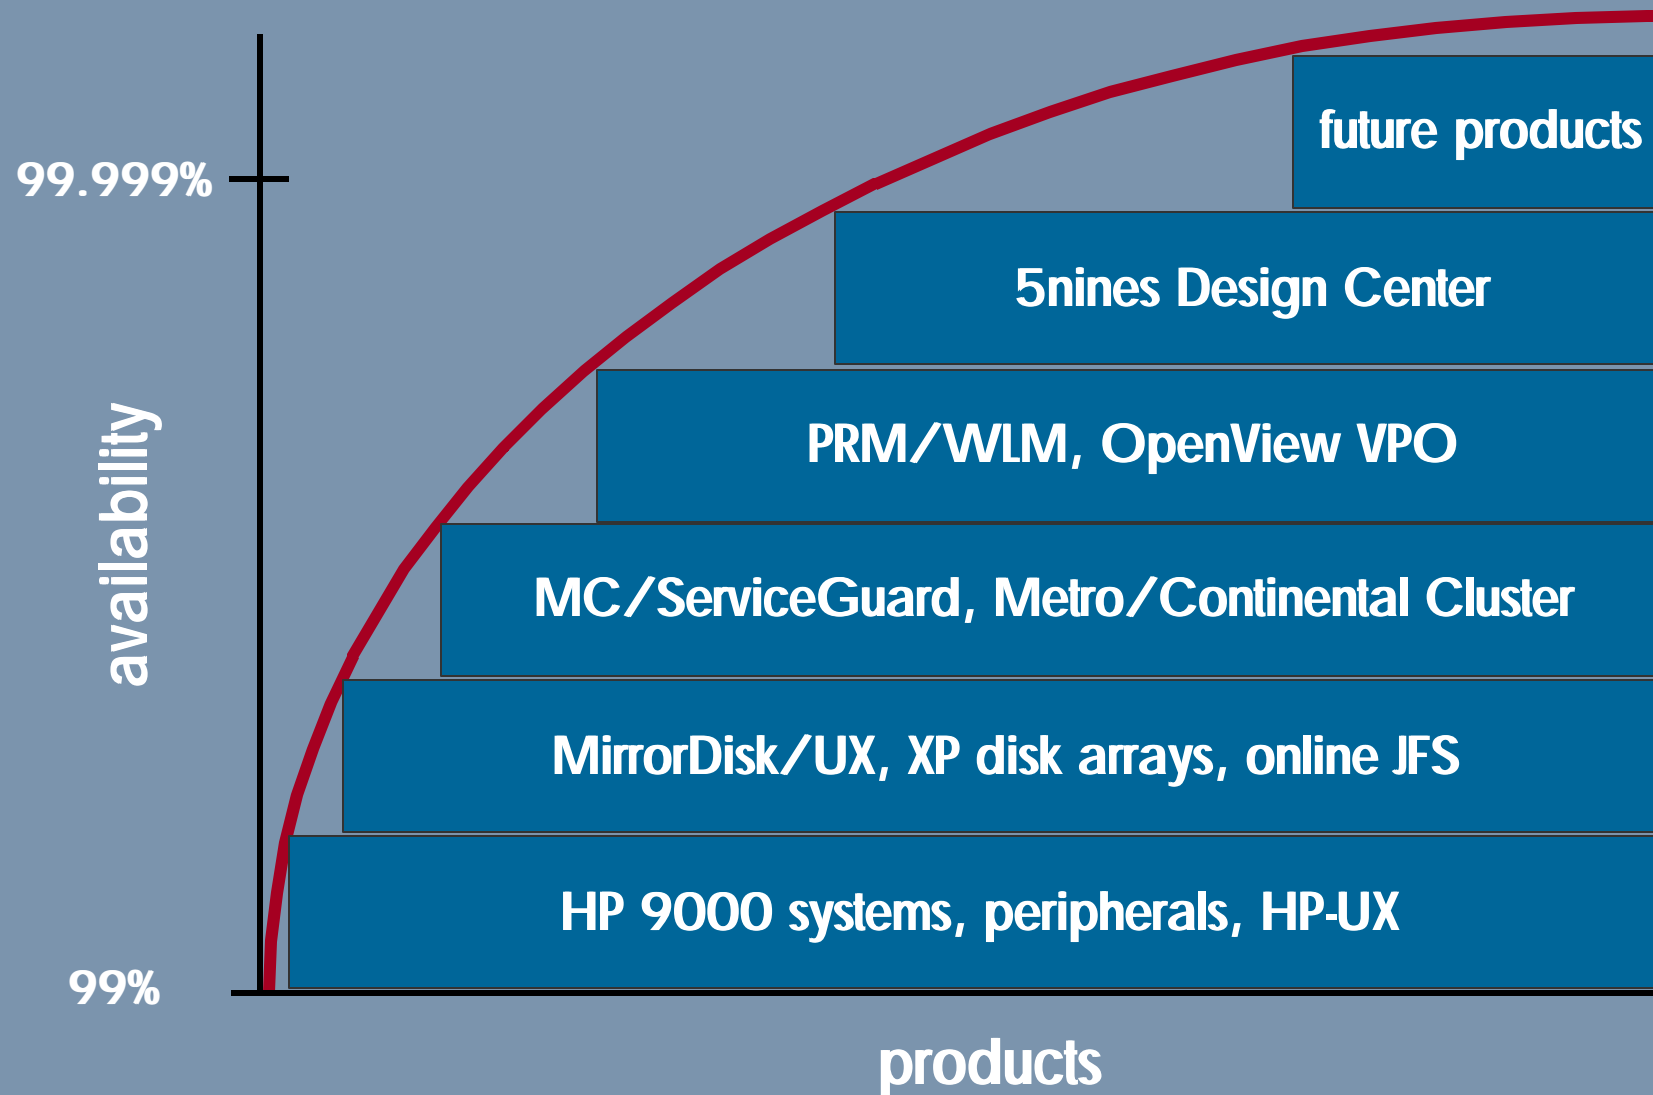 future products
99.999%
5nines Design Center
PRM/WLM, OpenView VPO
availability
MC/ServiceGuard, Metro/Continental Cluster
MirrorDisk/UX, XP disk arrays, online JFS
HP 9000 systems, peripherals, HP-UX
99%
products